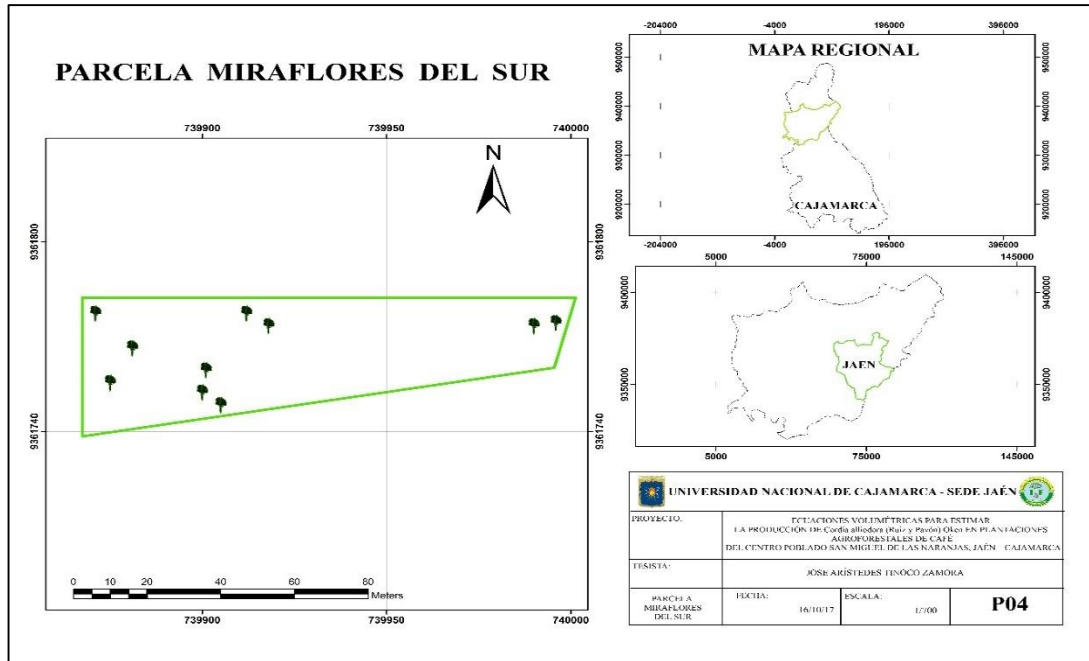 PARCELA MIRAFLORES DEL SUR
739900 739950 740000
N
9361800 9361800
9361740 9361740
0 10 20 40 60 80
Meters
739900 739950 740000
-204000 -4000 196000 396000
MAPA REGIONAL
9500000 9500000
9400000 9400000
9300000 9300000
9200000 9200000
CAJAMARCA
-204000 -4000 196000 396000
5000 75000 145000
9400000 9400000
JAEN
9350000 9350000
5000 75000 145000
UNIVERSIDAD NACIONAL DE CAJAMARCA - SEDE JAÉN
PROYECTO:
ECUACIONES VOLUMÉTRICAS PARA ESTIMAR
LA PRODUCCIÓN DE Cordia alliodora (Ruiz y Pavón) Oken EN PLANTACIONES
AGROFORESTALES DE CAFÉ
DEL CENTRO POBLADO SAN MIGUEL DE LAS NARANJAS, JAÉN CAJAMARCA
TESISTA:
JOSE ARÍSTEDES TINOCO ZAMORA
PARCELA
MIRAFLORES
DEL SUR
FECHA:
16/10/17
ESCALA:
1/700
P04